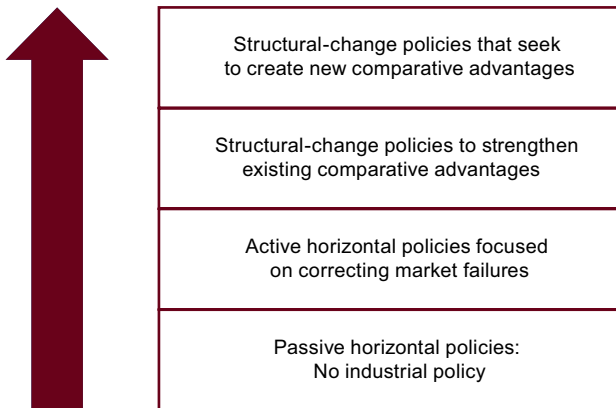 Structural-change policies that seek
to create new comparative advantages
Structural-change policies to strengthen
existing comparative advantages
Active horizontal policies focused
on correcting market failures
Passive horizontal policies:
No industrial policy